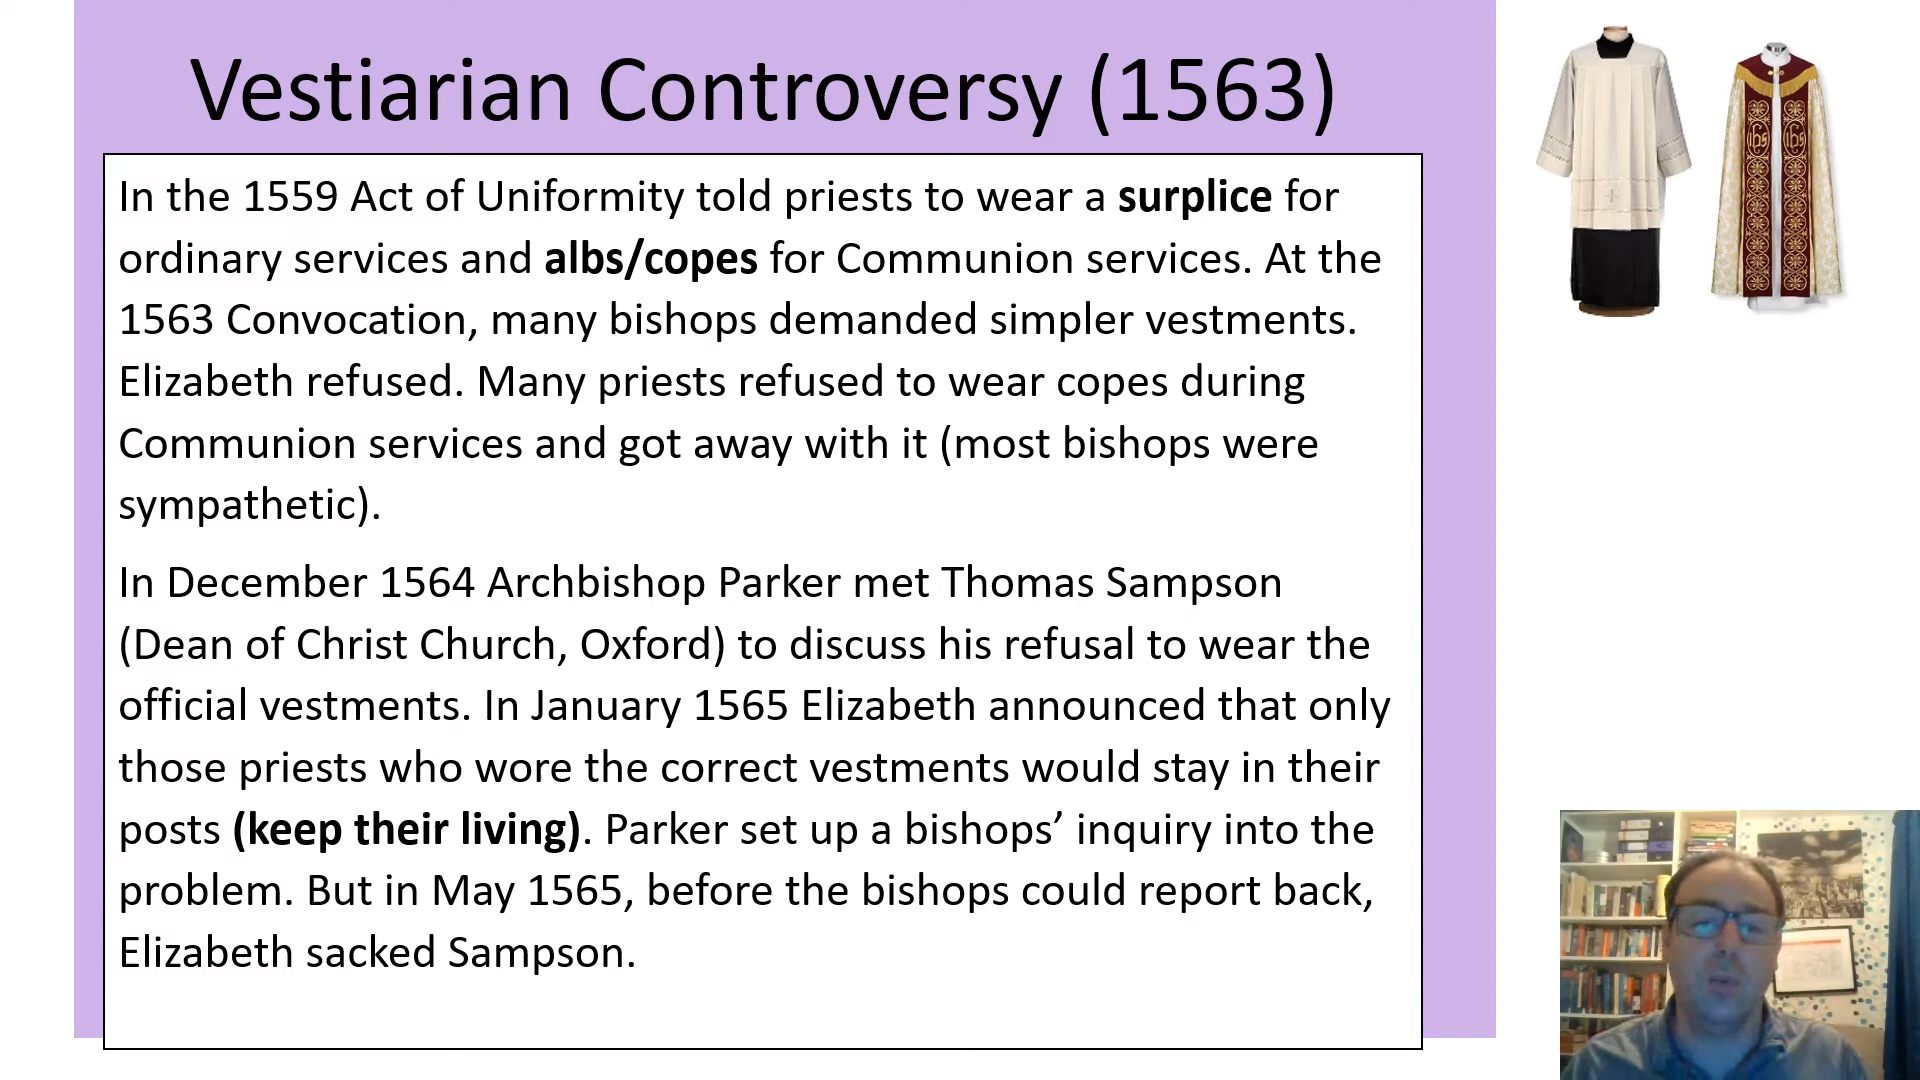 Vestiarian Controversy (1563)
In the 1559 Act of Uniformity told priests to wear a surplice for
ordinary services and albs/copes for Communion services. At the
1563 Convocation, many bishops demanded simpler vestments.
Elizabeth refused. Many priests refused to wear copes during
Communion services and got away with it (most bishops were
sympathetic).
In December 1564 Archbishop Parker met Thomas Sampson
(Dean of Christ Church, Oxford) to discuss his refusal to wear the
official vestments. In January 1565 Elizabeth announced that only
those priests who wore the correct vestments would stay in their
posts (keep their living). Parker set up a bishops’ inquiry into the
problem. But in May 1565, before the bishops could report back,
Elizabeth sacked Sampson.